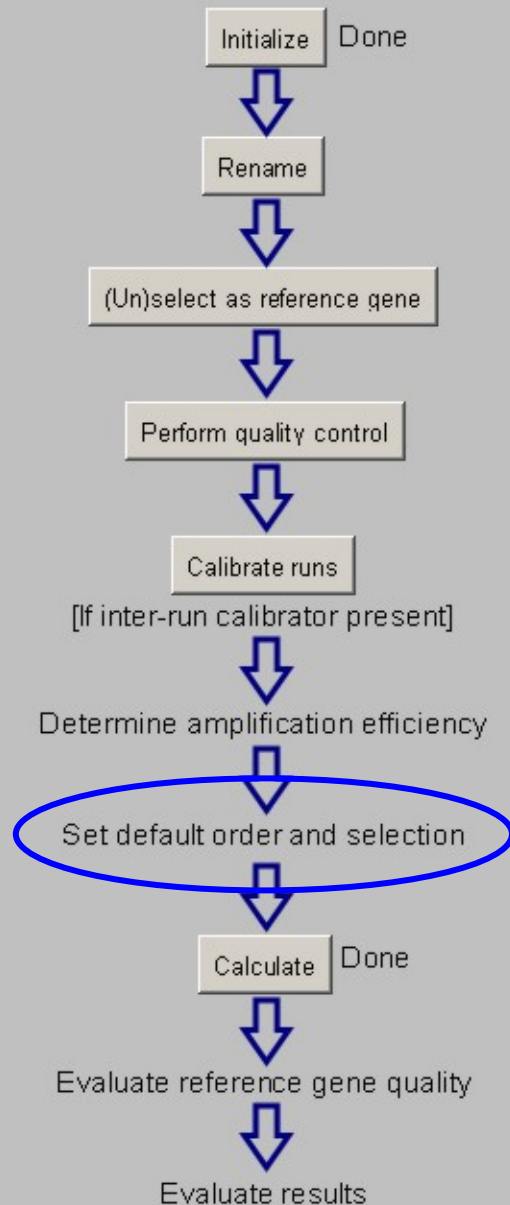 Initialize Done
Rename
(Un)select as reference gene
Perform quality control
Calibrate runs
[If inter-run calibrator present]
Determine amplification efficiency
Set default order and selection
Calculate Done
Evaluate reference gene quality
Evaluate results